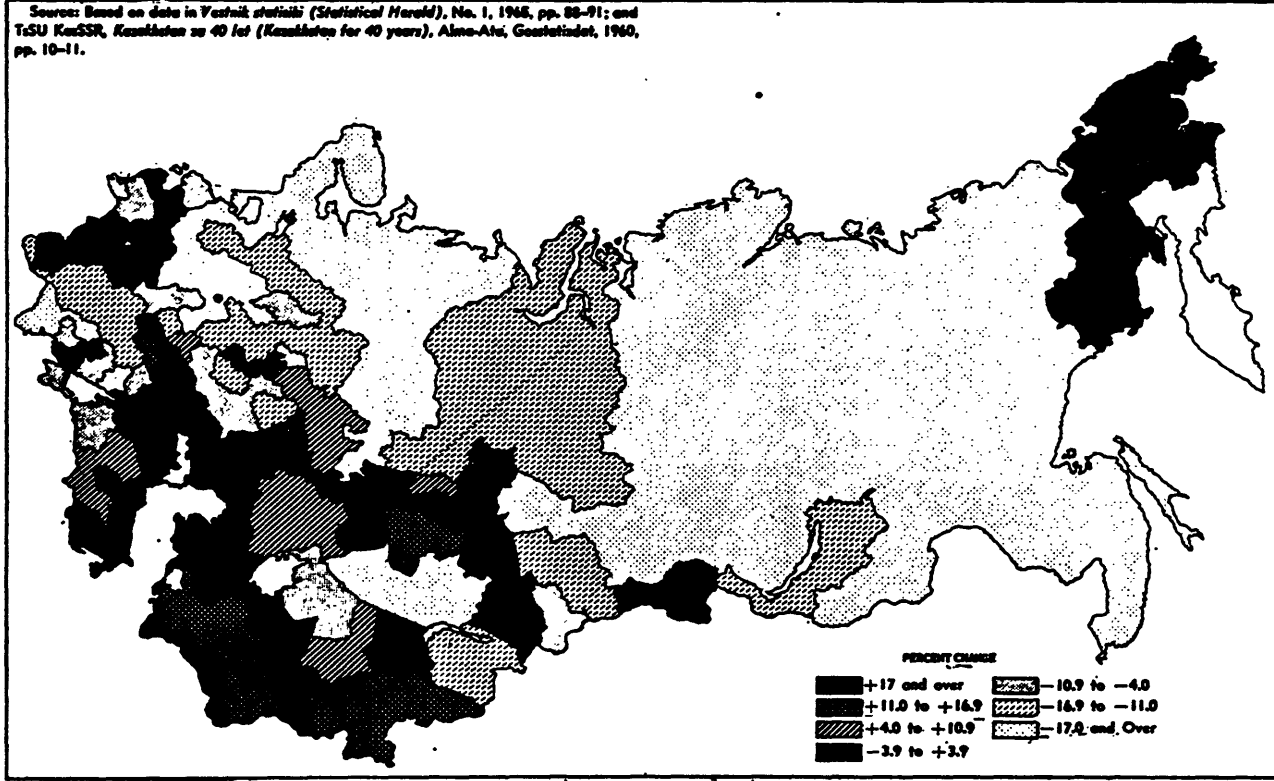 Source: Based on data in Vestnik statisiki (Statistical Herald), No. 1, 1965, pp. 88-91; and
TsSU KazSSR, Kazakhstan za 40 let (Kazakhstan for 40 years), Alma-Ata, Gosstatizdat, 1960,
pp. 10-11.
PERCENT CHANGE
+17 and over
+11.0 to +16.9
+4.0 to +10.9
-3.9 to +3.9
-10.9 to -4.0
-16.9 to -11.0
-17.0 and Over